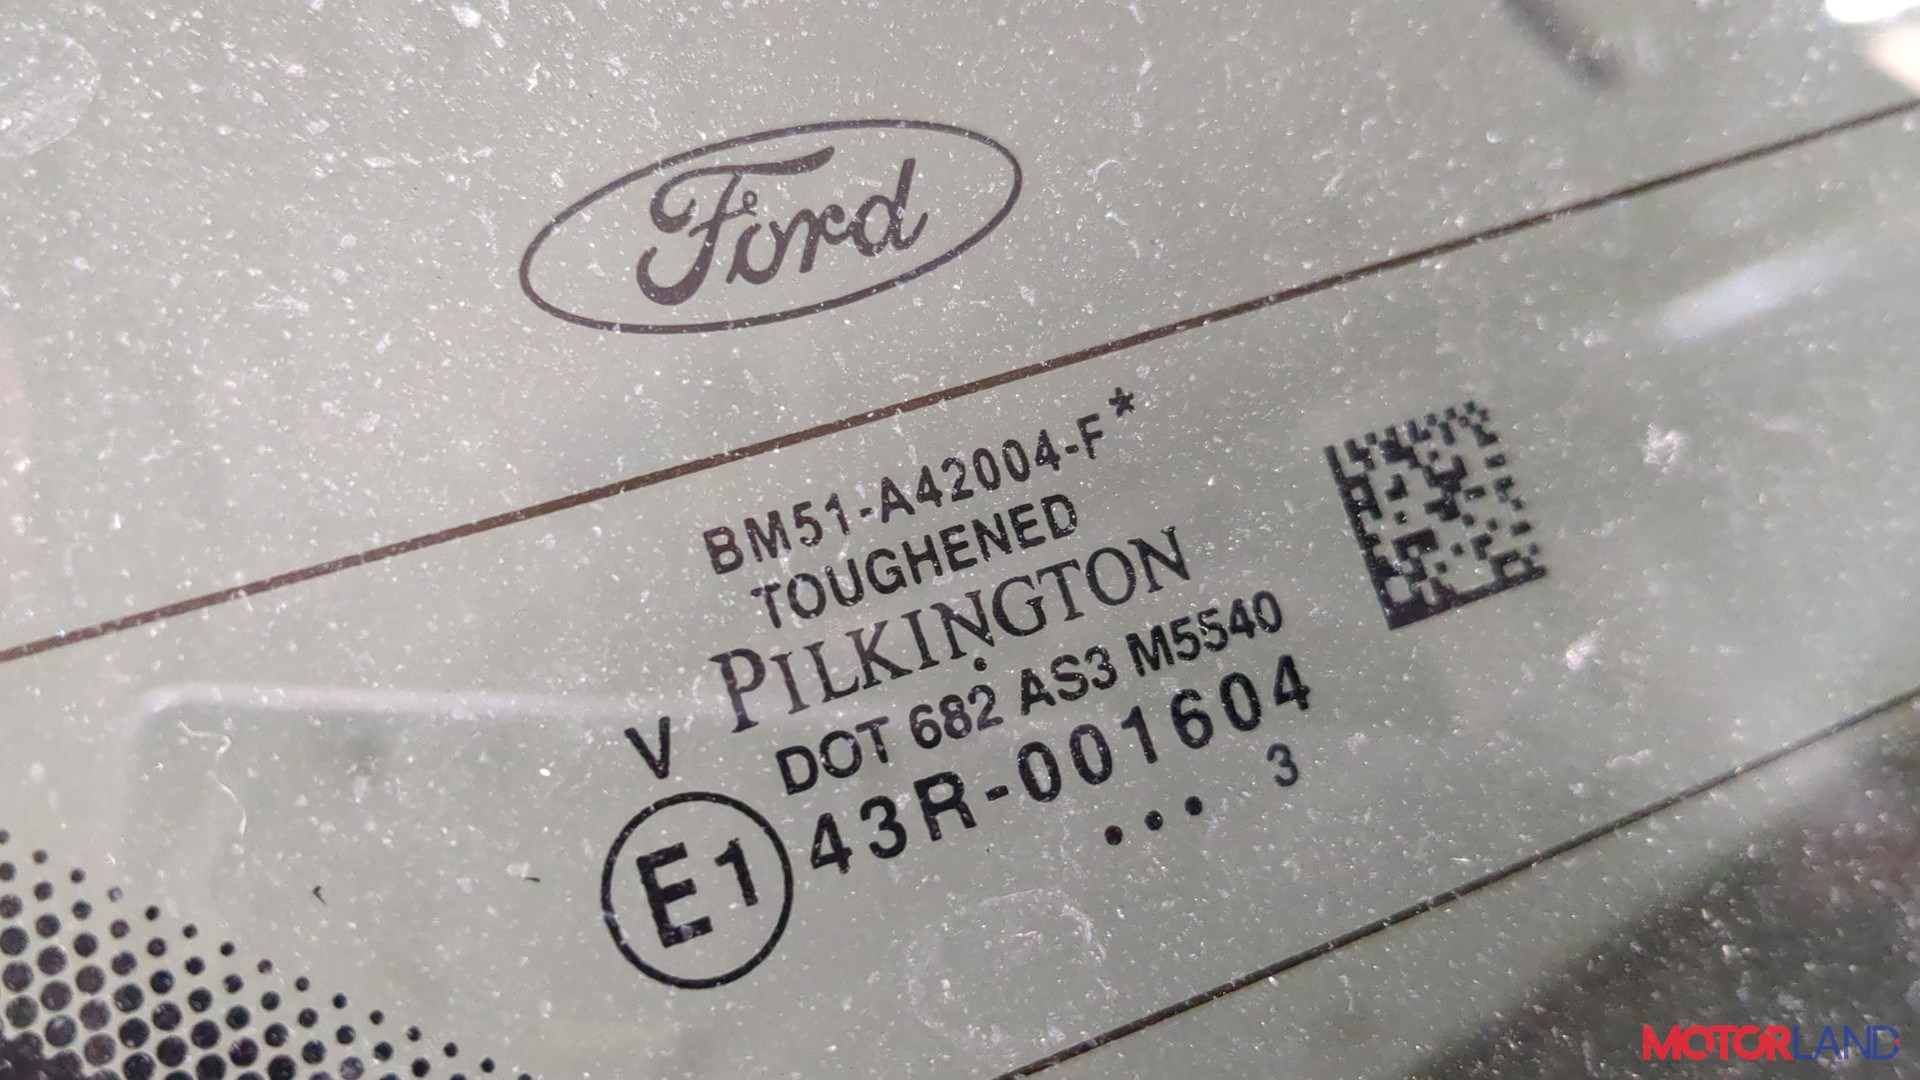 Ford
BM51-A42004-F*
TOUGHENED
PILKINGTON
V DOT 682 AS3 M5540
E1 43R-001604
... 3
MOTORLAND